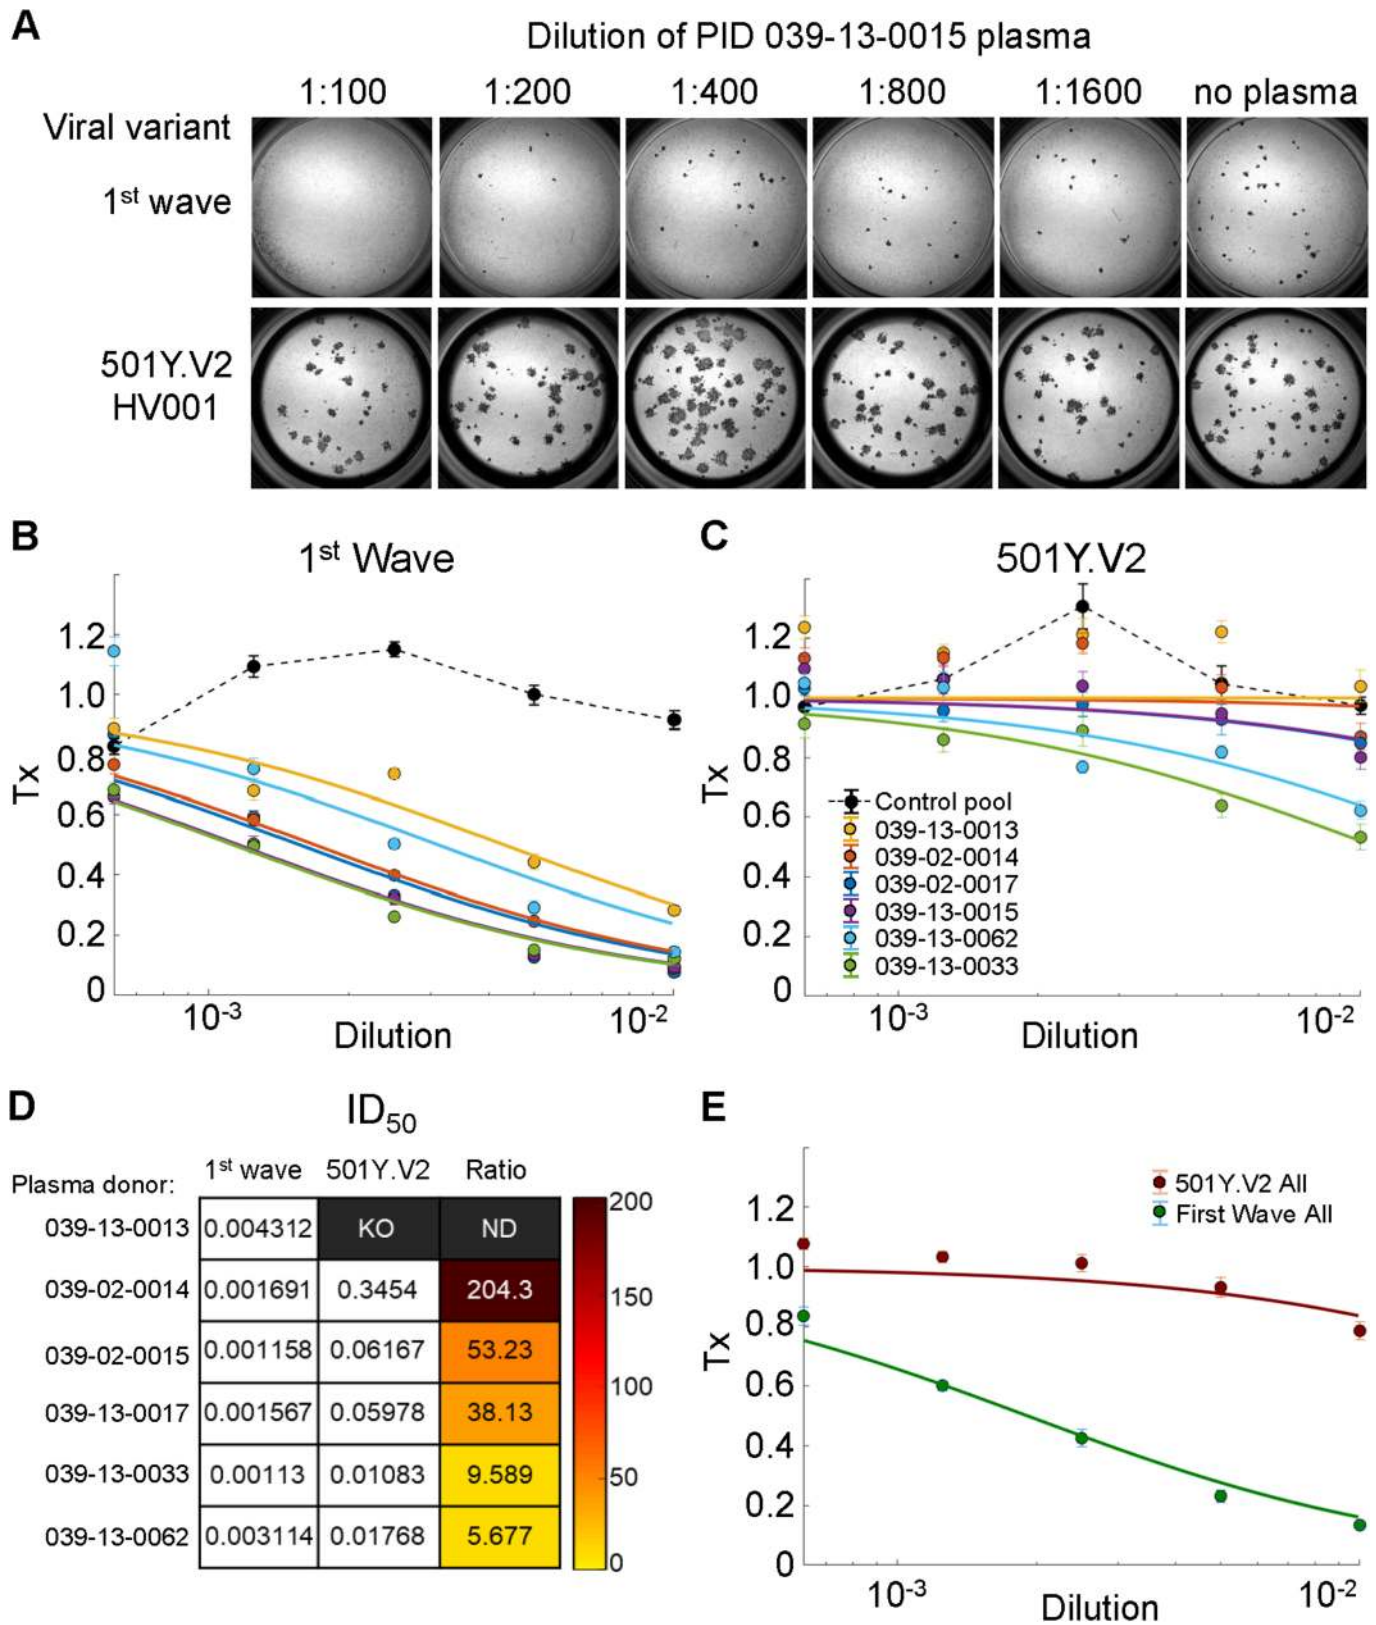 A
Dilution of PID 039-13-0015 plasma
1:100 1:200 1:400 1:800 1:1600 no plasma
Viral variant
1st wave
501Y.V2
HV001
B
1st Wave
Tx
1.2
1.0
0.8
0.6
0.4
0.2
0
10-3 10-2
Dilution
C
501Y.V2
Tx
1.2
1.0
0.8
0.6
0.4
0.2
0
Control pool
039-13-0013
039-02-0014
039-02-0017
039-13-0015
039-13-0062
039-13-0033
10-3 10-2
Dilution
D
ID50
Plasma donor: 1st wave 501Y.V2 Ratio
039-13-0013 0.004312 KO ND
039-02-0014 0.001691 0.3454 204.3
039-02-0015 0.001158 0.06167 53.23
039-13-0017 0.001567 0.05978 38.13
039-13-0033 0.00113 0.01083 9.589
039-13-0062 0.003114 0.01768 5.677
200
150
100
50
0
E
501Y.V2 All
First Wave All
Tx
1.2
1.0
0.8
0.6
0.4
0.2
0
10-3 10-2
Dilution